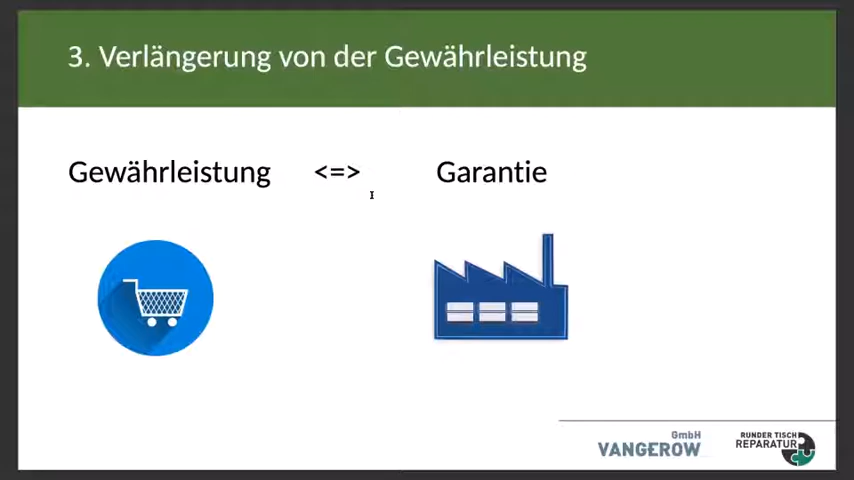 3. Verlängerung von der Gewährleistung
Gewährleistung <=> Garantie
GmbH
VANGEROW
RUNDER TISCH
REPARATUR